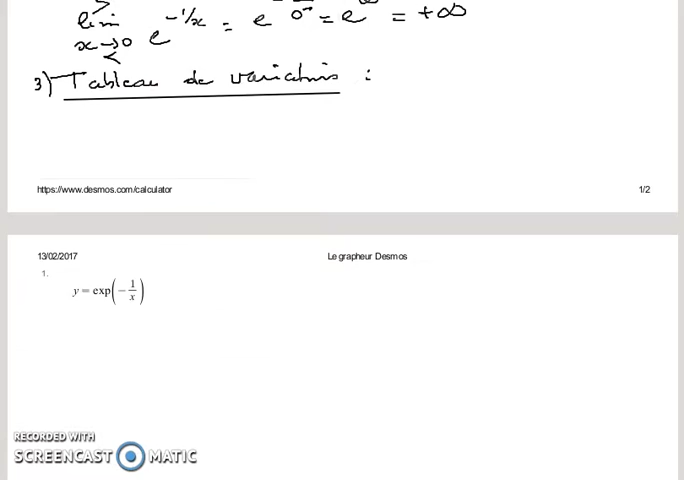 lim e^{-1/x} = e^{0^-} = e^{∞} = +∞
x→0
<
3) Tableau de variations :
https://www.desmos.com/calculator 1/2
13/02/2017 Le grapheur Desmos
1.
y = exp(-1/x)
RECORDED WITH
SCREENCAST MATIC